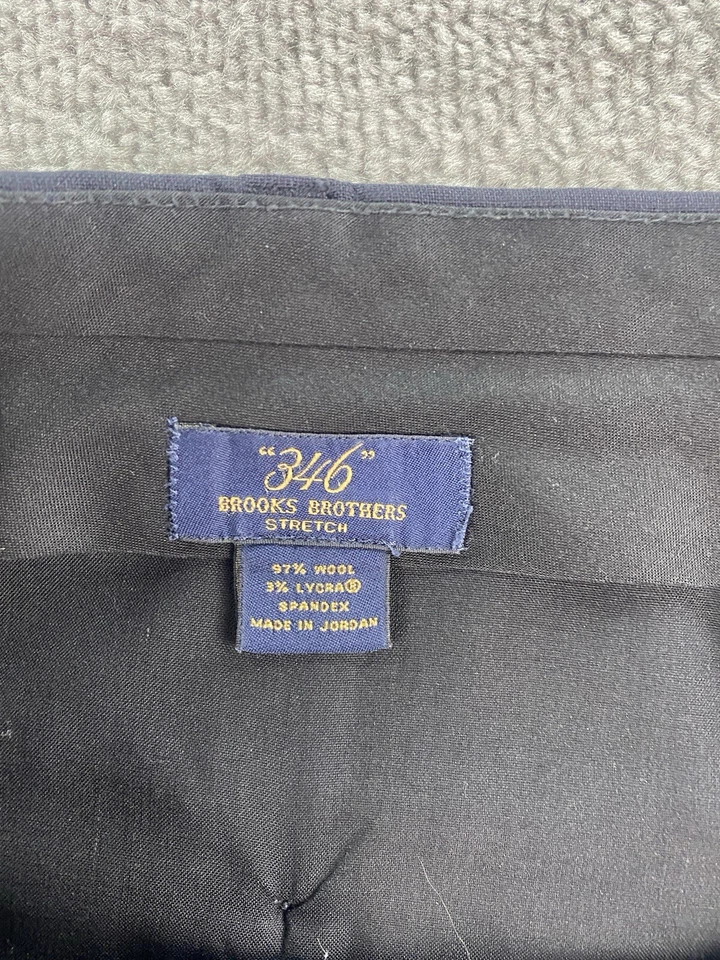 “346”
BROOKS BROTHERS
STRETCH
97% WOOL
3% LYCRA®
SPANDEX
MADE IN JORDAN